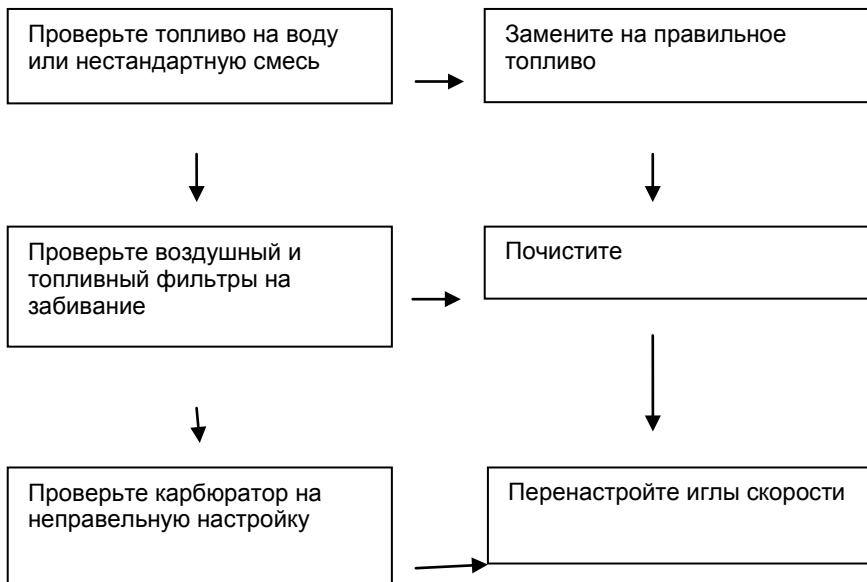 Проверьте топливо на воду
или нестандартную смесь
Замените на правильное
топливо
Проверьте воздушный и
топливный фильтры на
забивание
Почистите
Проверьте карбюратор на
неправельную настройку
Перенастройте иглы скорости